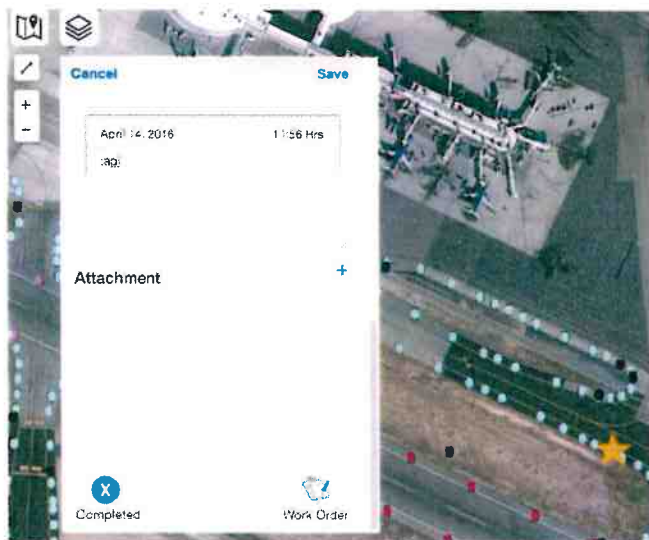 Cancel Save
+
-
April 14, 2016 11:56 Hrs
Attachment +
X
Completed Work Order